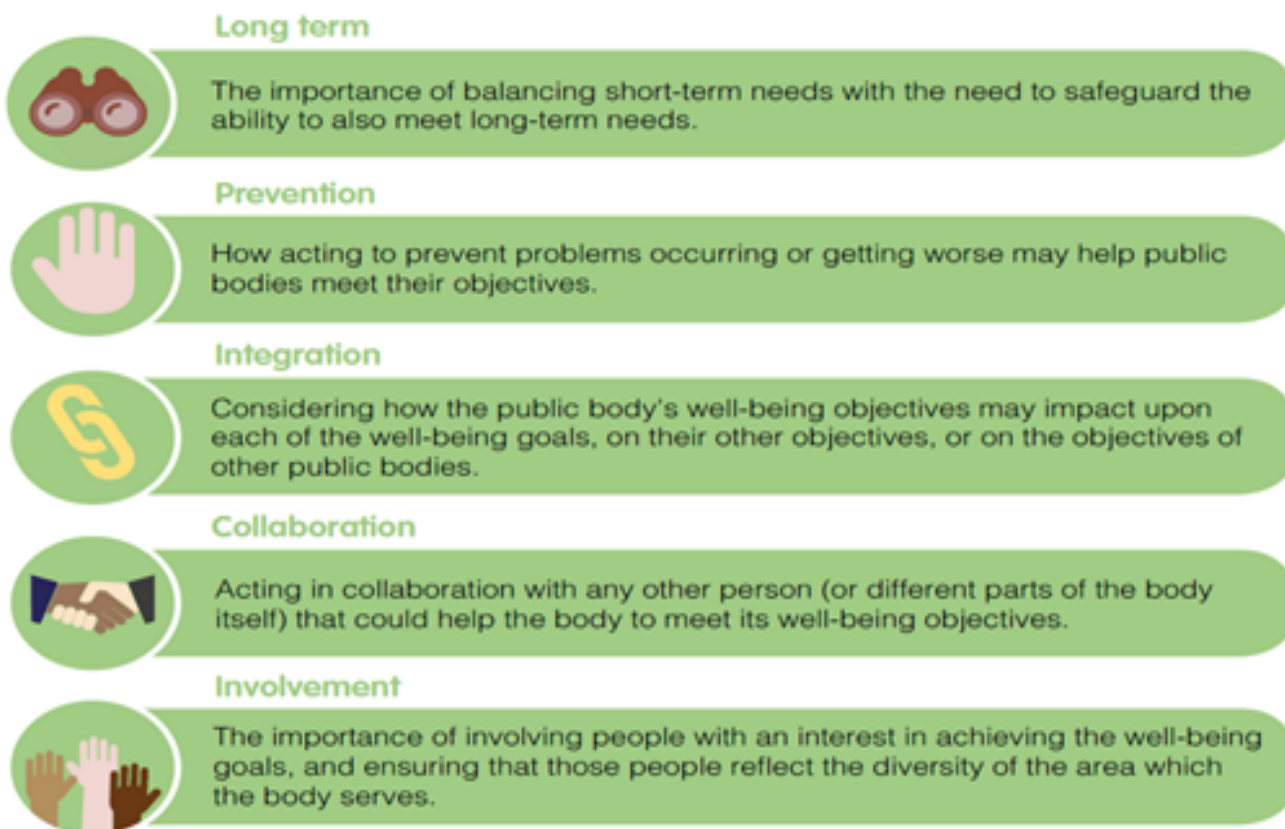 Long term
The importance of balancing short-term needs with the need to safeguard the
ability to also meet long-term needs.
Prevention
How acting to prevent problems occurring or getting worse may help public
bodies meet their objectives.
Integration
Considering how the public body's well-being objectives may impact upon
each of the well-being goals, on their other objectives, or on the objectives of
other public bodies.
Collaboration
Acting in collaboration with any other person (or different parts of the body
itself) that could help the body to meet its well-being objectives.
Involvement
The importance of involving people with an interest in achieving the well-being
goals, and ensuring that those people reflect the diversity of the area which
the body serves.